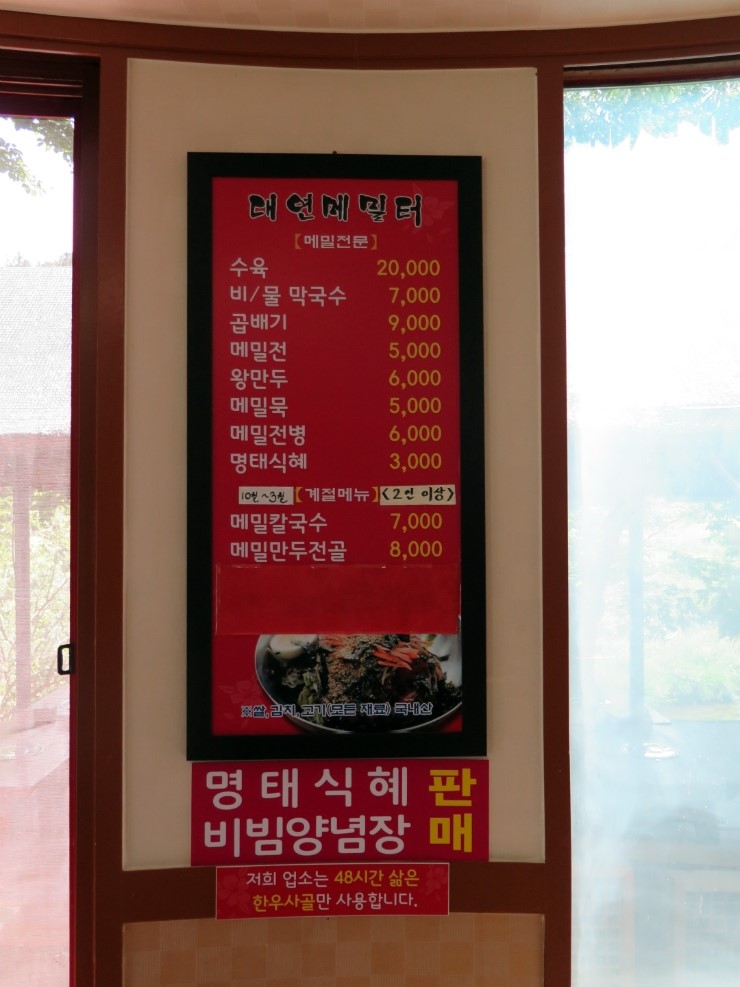 대연메밀터
【메밀전문】
수육 20,000
비/물 막국수 7,000
곱배기 9,000
메밀전 5,000
왕만두 6,000
메밀묵 5,000
메밀전병 6,000
명태식혜 3,000
10월~3월 【계절메뉴】 <2인 이상>
메밀칼국수 7,000
메밀만두전골 8,000
※쌀, 김치, 고기(모든 재료) 국내산
명태식혜 판매
비빔양념장
저희 업소는 48시간 삶은
한우사골만 사용합니다.